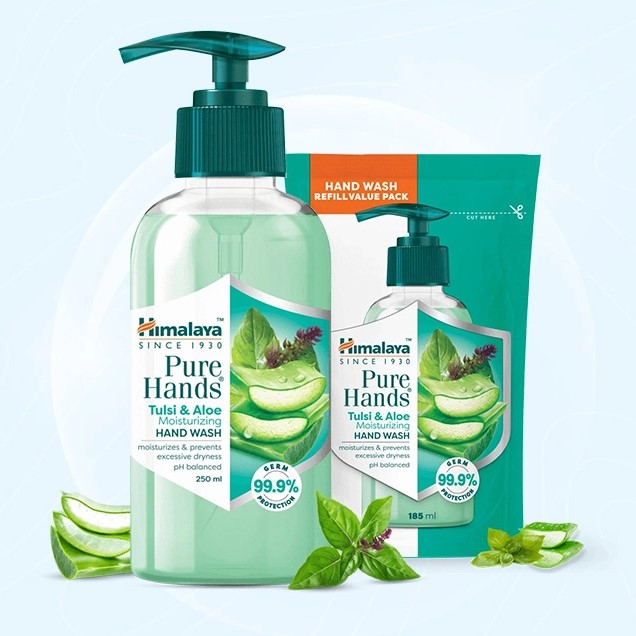 Himalaya™
SINCE 1930
Pure
Hands®
Tulsi & Aloe
Moisturizing
HAND WASH
moisturizes & prevents
excessive dryness
pH balanced
250 ml
GERM
99.9%
PROTECTION
HAND WASH
REFILL VALUE PACK
CUT HERE
Himalaya™
SINCE 1930
Pure
Hands®
Tulsi & Aloe
Moisturizing
HAND WASH
moisturizes & prevents
excessive dryness
pH balanced
GERM
99.9%
PROTECTION
185 ml